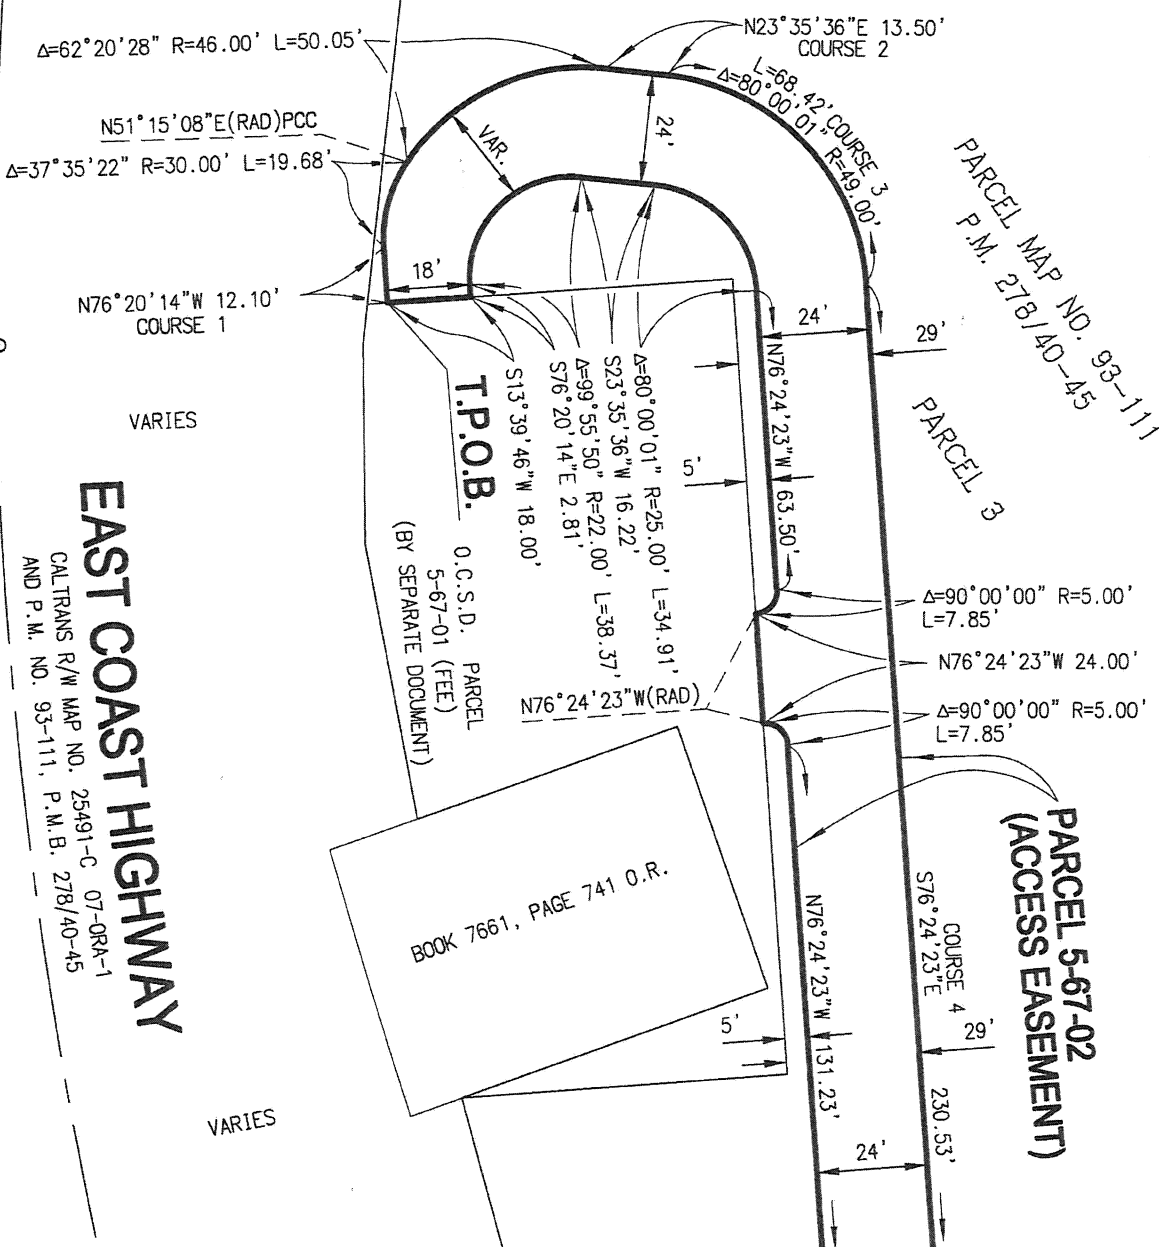 Δ=62°20'28" R=46.00' L=50.05'
N23°35'36"E 13.50'
COURSE 2
L=68.42' COURSE 3
Δ=80°00'01" R=49.00'
N51°15'08"E(RAD)PCC
Δ=37°35'22" R=30.00' L=19.68'
VAR.
24'
PARCEL MAP NO. 93-111
P.M. 278/40-45
PARCEL 3
18'
N76°20'14"W 12.10'
COURSE 1
24'
29'
VARIES
T.P.O.B.
S13°39'46"W 18.00'
S76°20'14"E 2.81'
Δ=99°55'50" R=22.00' L=38.37'
S23°35'36"W 16.22'
Δ=80°00'01" R=25.00' L=34.91'
5'
N76°24'23"W 63.50'
O.C.S.D. PARCEL
5-67-01 (FEE)
(BY SEPARATE DOCUMENT)
EAST COAST HIGHWAY
CALTRANS R/W MAP NO. 25491-C 07-ORA-1
AND P.M. NO. 93-111, P.M.B. 278/40-45
Δ=90°00'00" R=5.00'
L=7.85'
N76°24'23"W 24.00'
N76°24'23"W(RAD)
Δ=90°00'00" R=5.00'
L=7.85'
PARCEL 5-67-02
(ACCESS EASEMENT)
BOOK 7661, PAGE 741 O.R.
N76°24'23"W 131.23'
COURSE 4
S76°24'23"E 230.53'
5'
29'
24'
VARIES